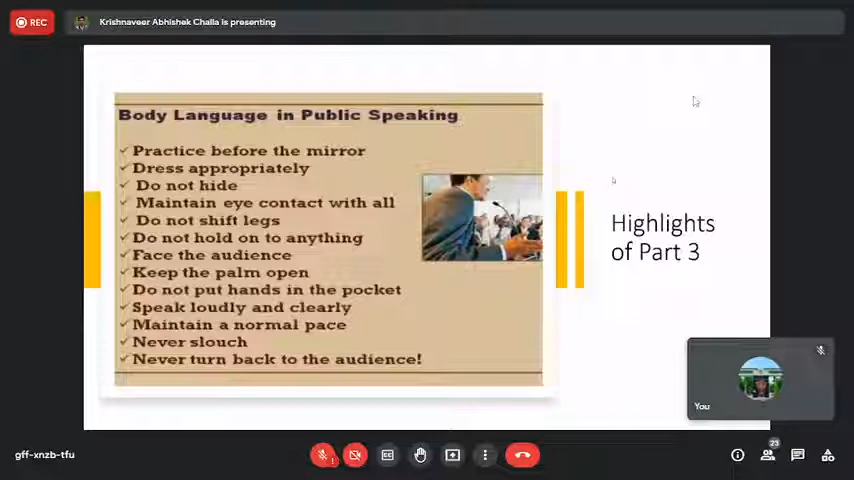 REC
Krishnaveer Abhishek Challa is presenting
Body Language in Public Speaking
✓ Practice before the mirror
✓ Dress appropriately
✓ Do not hide
✓ Maintain eye contact with all
✓ Do not shift legs
✓ Do not hold on to anything
✓ Face the audience
✓ Keep the palm open
✓ Do not put hands in the pocket
✓ Speak loudly and clearly
✓ Maintain a normal pace
✓ Never slouch
✓ Never turn back to the audience!
Highlights
of Part 3
You
gff-xnzb-tfu
23